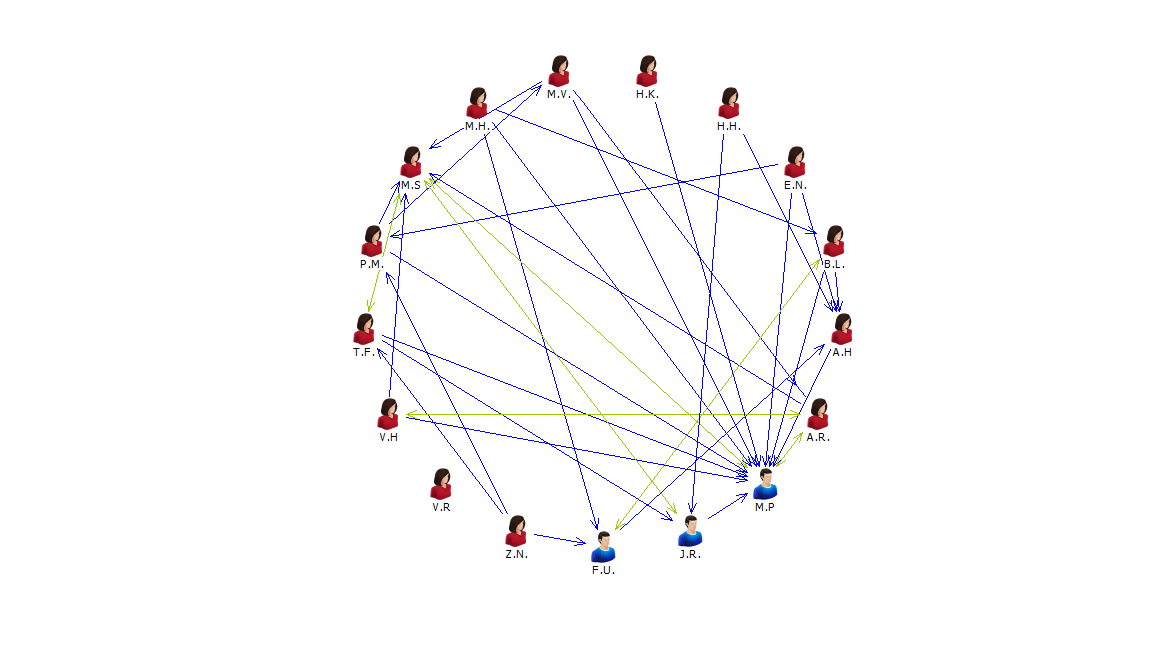 M.V.
H.K.
M.H.
H.H.
M.S
E.N.
P.M.
B.L.
T.F.
A.H
V.H
A.R.
V.R
M.P
Z.N.
J.R.
F.U.